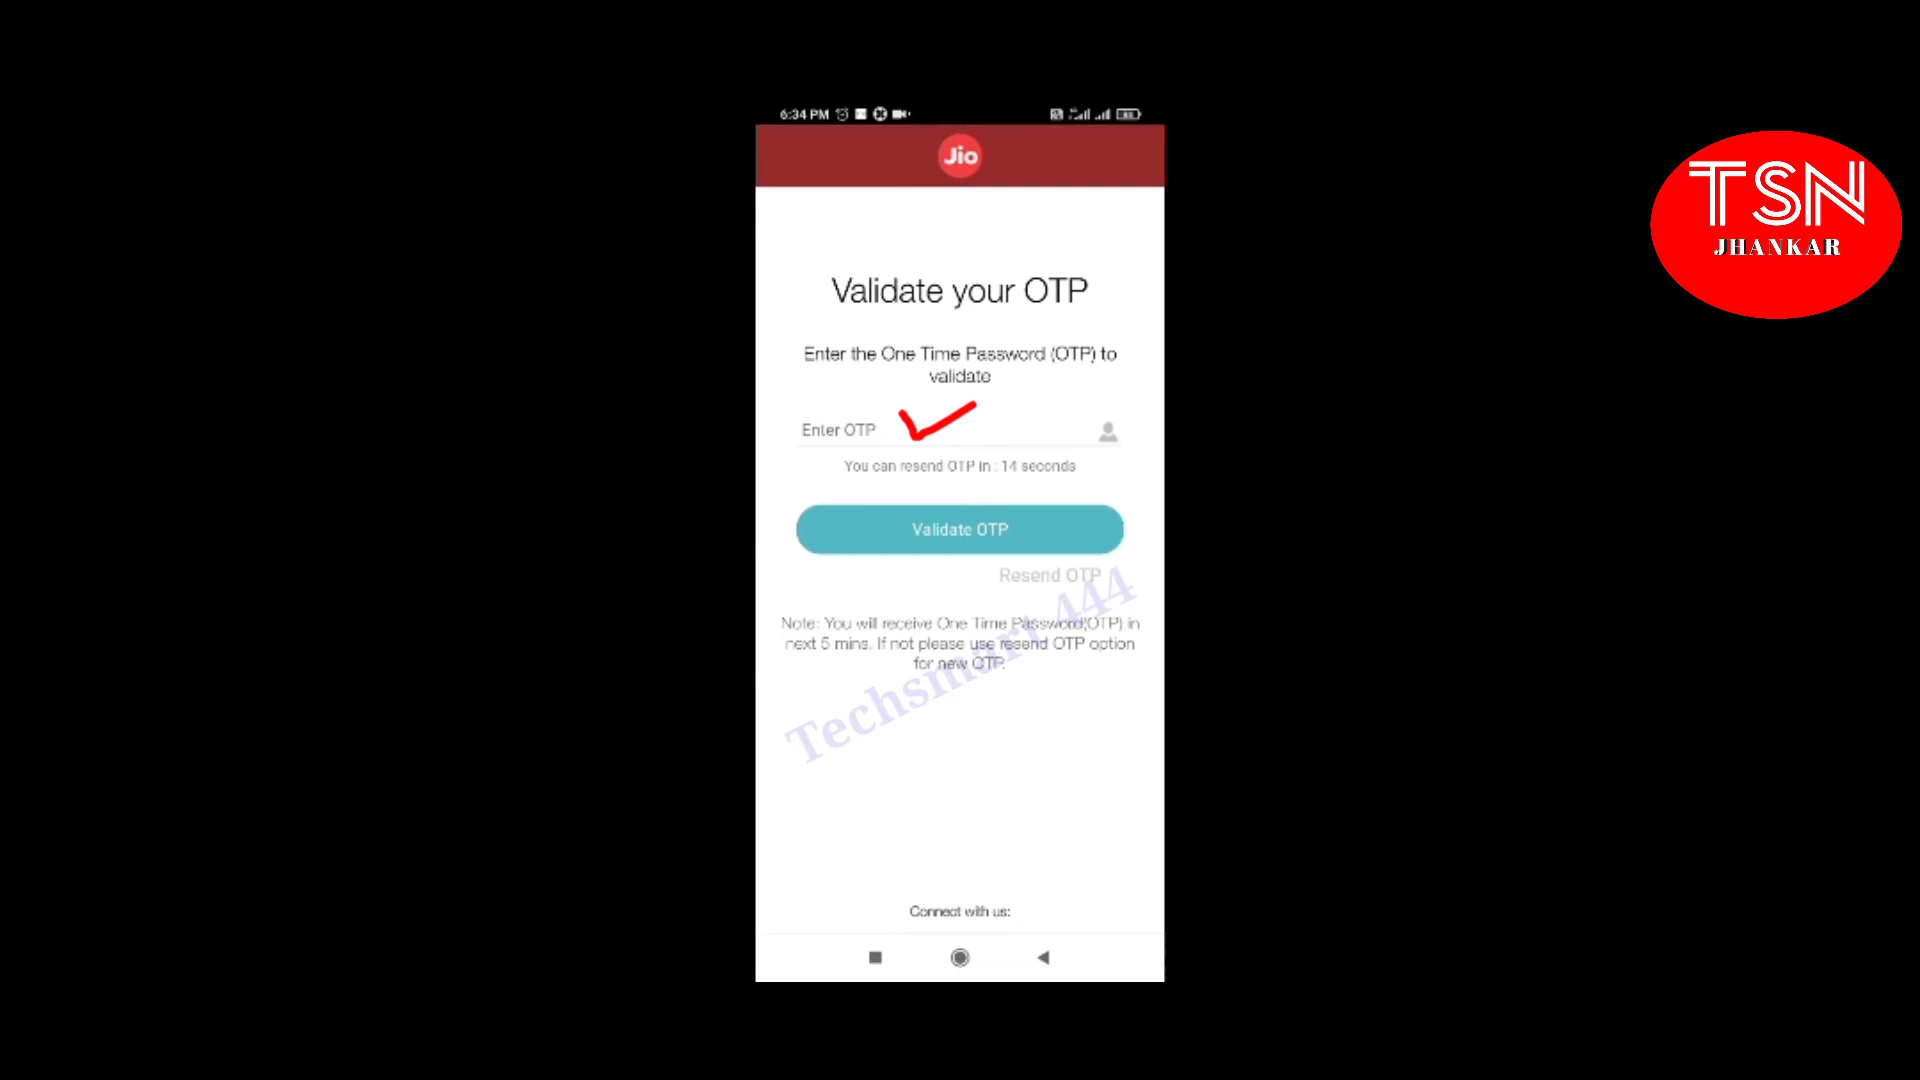 6:34 PM
Jio
TSN
JHANKAR
Validate your OTP
Enter the One Time Password (OTP) to
validate
Enter OTP
You can resend OTP in : 14 seconds
Validate OTP
Resend OTP
Note: You will receive One Time Password(OTP) in
next 5 mins. If not please use resend OTP option
for new OTP.
Techsmart 444
Connect with us: